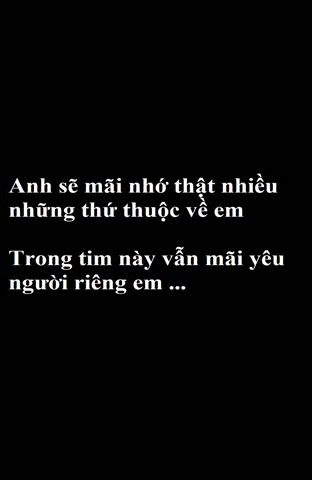 Anh sẽ mãi nhớ thật nhiều
những thứ thuộc về em
Trong tim này vẫn mãi yêu
người riêng em ...